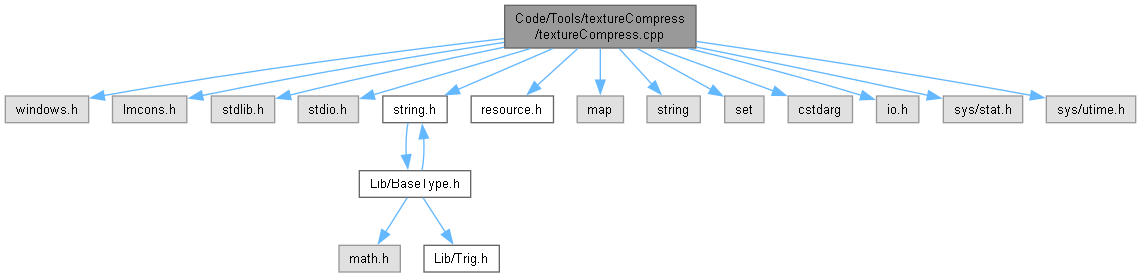 Code/Tools/textureCompress
/textureCompress.cpp
windows.h
lmcons.h
stdlib.h
stdio.h
string.h
resource.h
map
string
set
cstdarg
io.h
sys/stat.h
sys/utime.h
Lib/BaseType.h
math.h
Lib/Trig.h